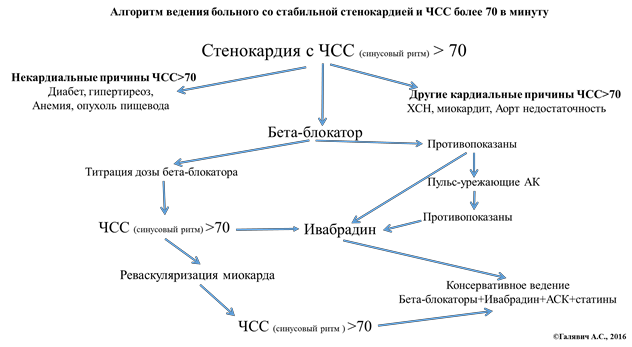 Алгоритм ведения больного со стабильной стенокардией и ЧСС более 70 в минуту
Стенокардия с ЧСС (синусовый ритм) > 70
Некардиальные причины ЧСС>70
Диабет, гипертиреоз,
Анемия, опухоль пищевода
Другие кардиальные причины ЧСС>70
ХСН, миокардит, Аорт недостаточность
Бета-блокатор
Противопоказаны
Титрация дозы бета-блокатора
Пульс-урежающие АК
Противопоказаны
ЧСС (синусовый ритм) >70
Ивабрадин
Реваскуляризация миокарда
Консервативное ведение
Бета-блокаторы+Ивабрадин+АСК+статины
ЧСС (синусовый ритм ) >70
©Галявич А.С., 2016